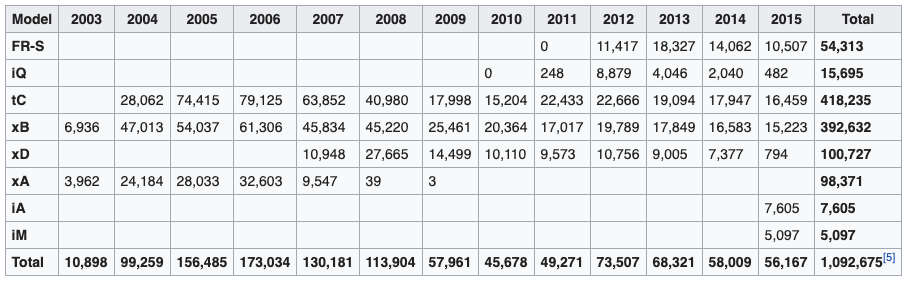 Model 2003 2004 2005 2006 2007 2008 2009 2010 2011 2012 2013 2014 2015 Total
FR-S 0 11,417 18,327 14,062 10,507 54,313
iQ 0 248 8,879 4,046 2,040 482 15,695
tC 28,062 74,415 79,125 63,852 40,980 17,998 15,204 22,433 22,666 19,094 17,947 16,459 418,235
xB 6,936 47,013 54,037 61,306 45,834 45,220 25,461 20,364 17,017 19,789 17,849 16,583 15,223 392,632
xD 10,948 27,665 14,499 10,110 9,573 10,756 9,005 7,377 794 100,727
xA 3,962 24,184 28,033 32,603 9,547 39 3 98,371
iA 7,605 7,605
iM 5,097 5,097
Total 10,898 99,259 156,485 173,034 130,181 113,904 57,961 45,678 49,271 73,507 68,321 58,009 56,167 1,092,675[5]